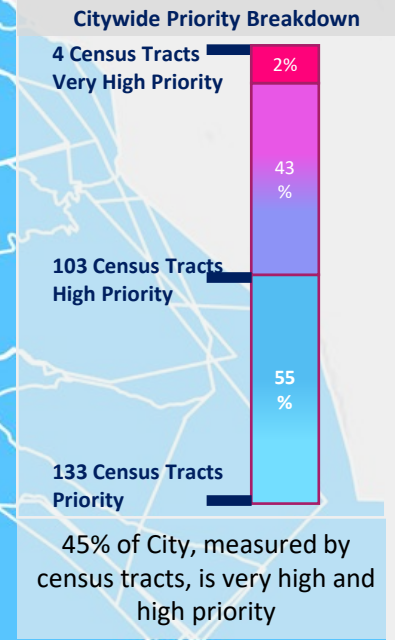 Citywide Priority Breakdown
4 Census Tracts
Very High Priority
2%
43
%
103 Census Tracts
High Priority
55
%
133 Census Tracts
Priority
45% of City, measured by
census tracts, is very high and
high priority